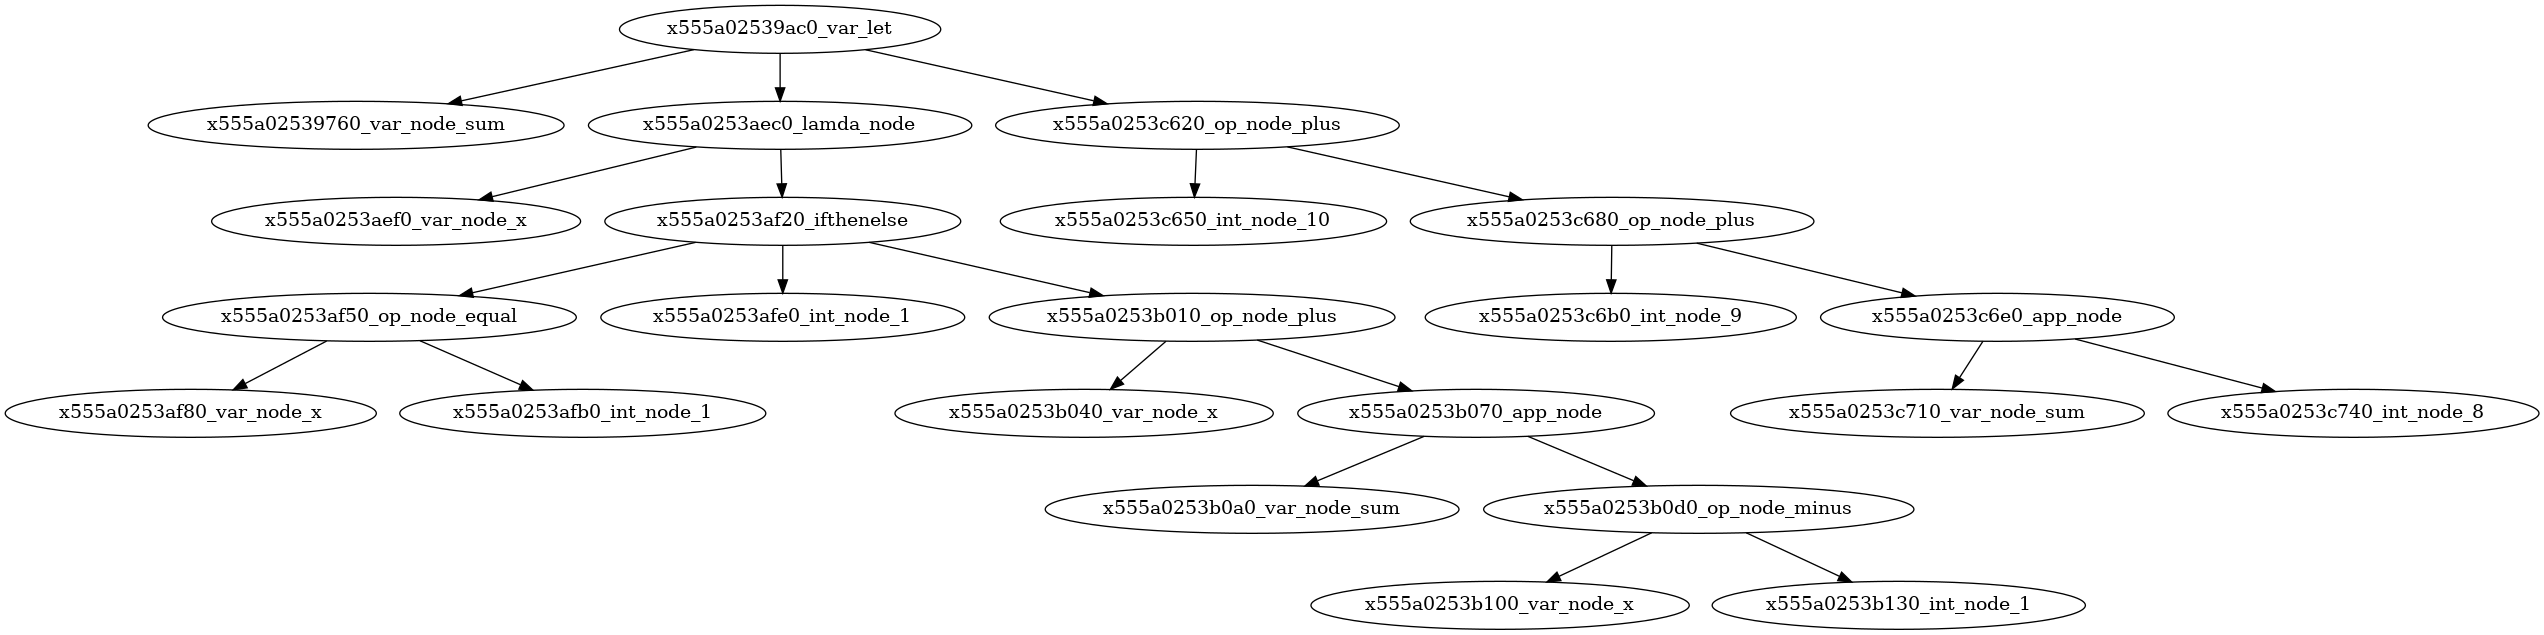 x555a02539ac0_var_let
x555a02539760_var_node_sum
x555a0253aec0_lamda_node
x555a0253c620_op_node_plus
x555a0253aef0_var_node_x
x555a0253af20_ifthenelse
x555a0253c650_int_node_10
x555a0253c680_op_node_plus
x555a0253af50_op_node_equal
x555a0253afe0_int_node_1
x555a0253b010_op_node_plus
x555a0253c6b0_int_node_9
x555a0253c6e0_app_node
x555a0253af80_var_node_x
x555a0253afb0_int_node_1
x555a0253b040_var_node_x
x555a0253b070_app_node
x555a0253c710_var_node_sum
x555a0253c740_int_node_8
x555a0253b0a0_var_node_sum
x555a0253b0d0_op_node_minus
x555a0253b100_var_node_x
x555a0253b130_int_node_1